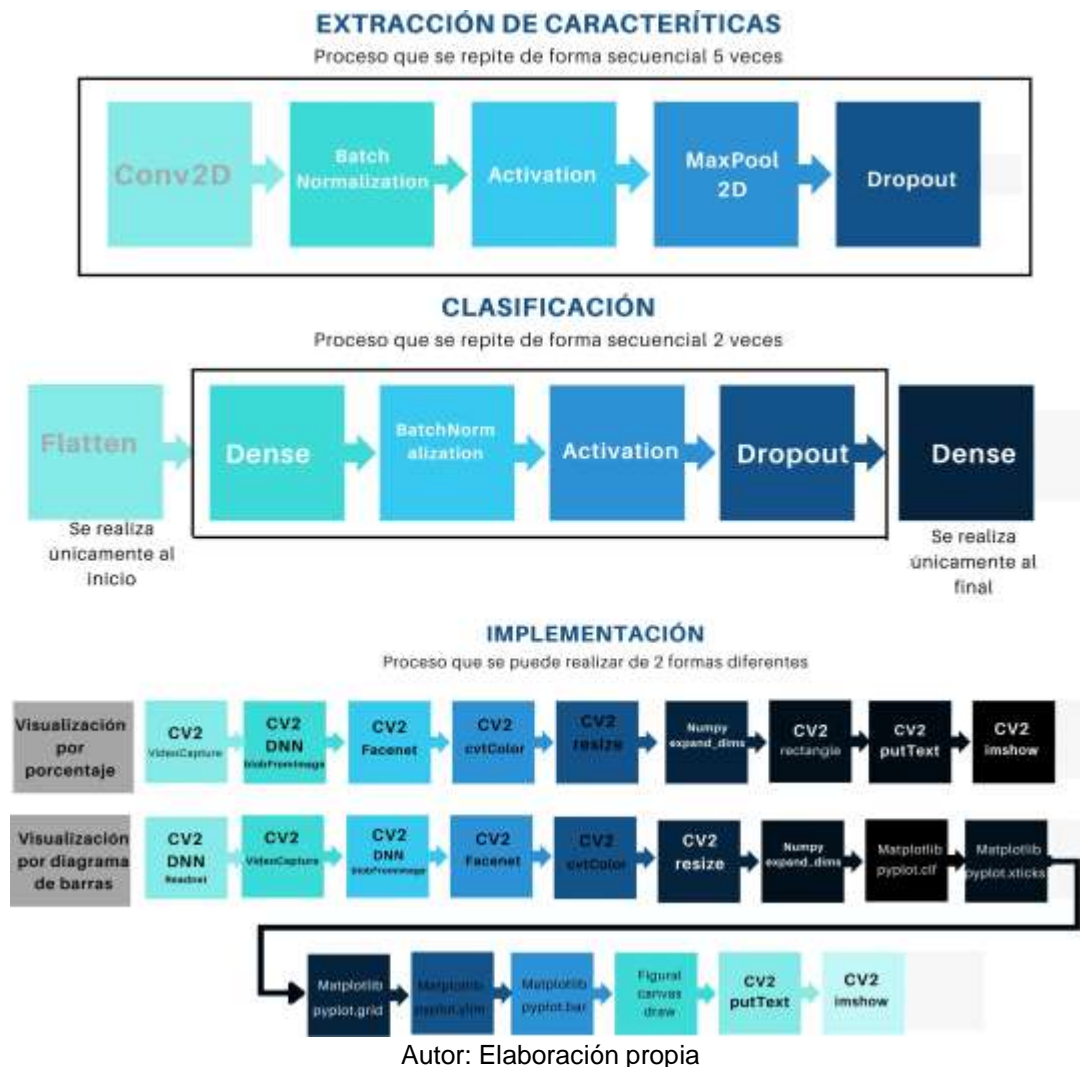 EXTRACCIÓN DE CARACTERÍTICAS
Proceso que se repite de forma secuencial 5 veces
Conv2D
Batch
Normalization
Activation
MaxPool
2D
Dropout
CLASIFICACIÓN
Proceso que se repite de forma secuencial 2 veces
Flatten
Dense
BatchNorm
alization
Activation
Dropout
Dense
Se realiza
únicamente al
inicio
Se realiza
únicamente al
final
IMPLEMENTACIÓN
Proceso que se puede realizar de 2 formas diferentes
Visualización
por
porcentaje
CV2
VideoCapture
CV2
DNN
blobFromImage
CV2
Facenet
CV2
cvtColor
CV2
resize
Numpy
expand_dims
CV2
rectangle
CV2
putText
CV2
imshow
Visualización
por diagrama
de barras
CV2
DNN
Readnet
CV2
VideoCapture
CV2
DNN
blobFromImage
CV2
Facenet
CV2
cvtColor
CV2
resize
Numpy
expand_dims
Matplotlib
pyplot.clf
Matplotlib
pyplot.xticks
Matplotlib
pyplot.grid
Matplotlib
pyplot.ylim
Matplotlib
pyplot.bar
Figural
canvas
draw
CV2
putText
CV2
imshow
Autor: Elaboración propia